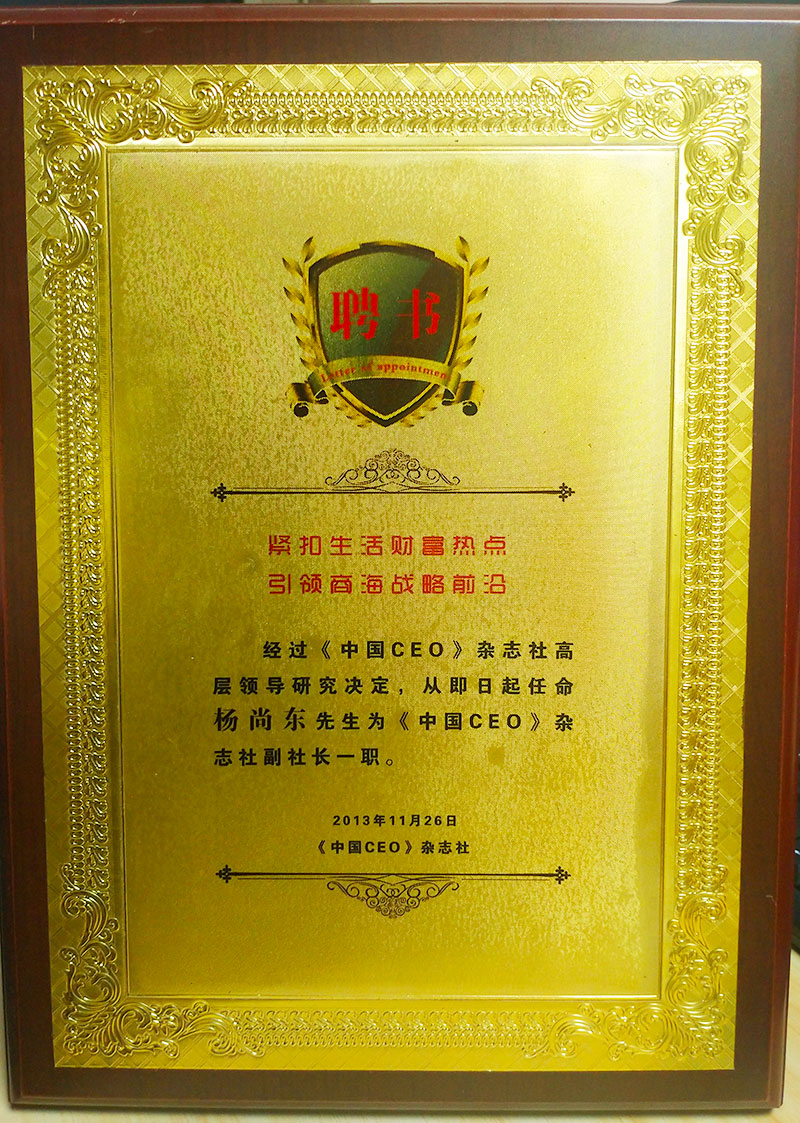 聘书
Letter of appointment
紧扣生活财富热点
引领商海战略前沿
经过《中国CEO》杂志社高
层领导研究决定，从即日起任命
杨尚东先生为《中国CEO》杂
志社副社长一职。
2013年11月26日
《中国CEO》杂志社